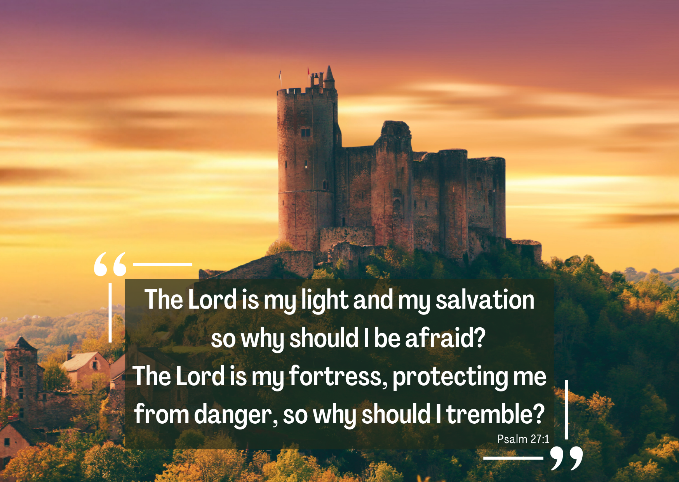 The Lord is my light and my salvation
so why should I be afraid?
The Lord is my fortress, protecting me
from danger, so why should I tremble?
Psalm 27:1